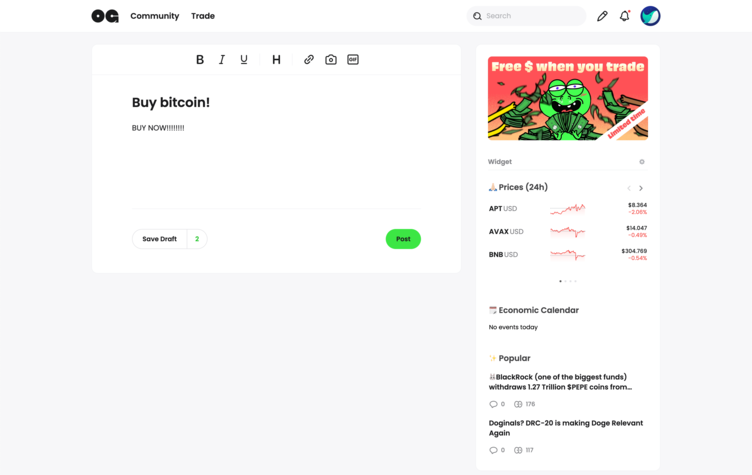 OG
Community
Trade
Search
B
I
U
H
GIF
Buy bitcoin!
BUY NOW!!!!!!!!
Save Draft
2
Post
Free $ when you trade
Limited time
Widget
Prices (24h)
APT USD
$8.364
-2.06%
AVAX USD
$14.047
-0.49%
BNB USD
$304.769
-0.54%
Economic Calendar
No events today
Popular
BlackRock (one of the biggest funds)
withdraws 1.27 Trillion $PEPE coins from...
0
176
Doginals? DRC-20 is making Doge Relevant
Again
0
117